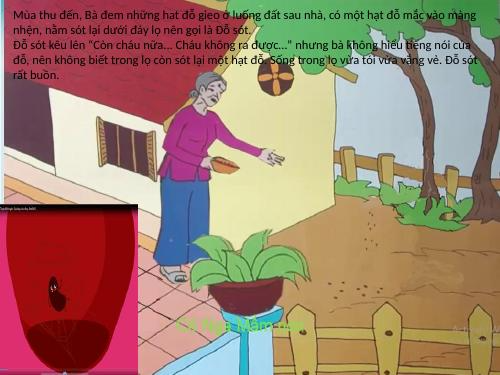 Mùa thu đến, Bà đem những hạt đỗ gieo ở luống đất sau nhà, có một hạt đỗ mắc vào màng
nhện, nằm sót lại dưới đáy lọ nên gọi là Đỗ sót.
Đỗ sót kêu lên "Còn cháu nữa... Cháu không ra được..." nhưng bà không hiểu tiếng nói của
đỗ, nên không biết trong lọ còn sót lại một hạt đỗ. Sống trong lọ vừa tối vừa vắng vẻ. Đỗ sót
rất buồn.
Cô Nga Mầm non